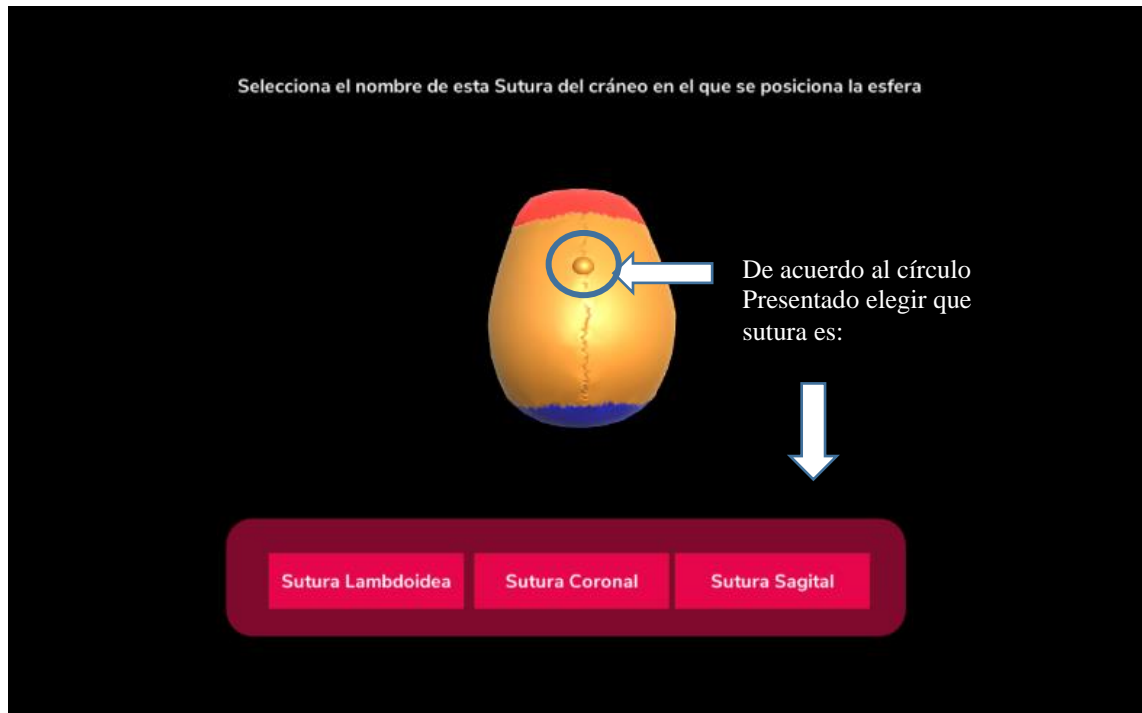 Selecciona el nombre de esta Sutura del cráneo en el que se posiciona la esfera
De acuerdo al círculo
Presentado elegir que
sutura es:
Sutura Lambdoidea
Sutura Coronal
Sutura Sagital